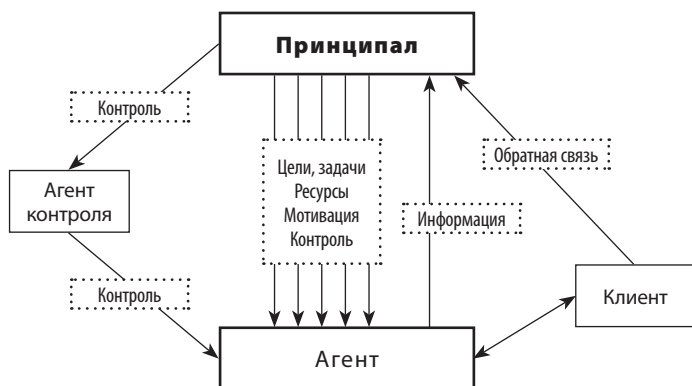 Принципал
Контроль
Обратная связь
Цели, задачи
Ресурсы
Мотивация
Контроль
Агент
контроля
Информация
Контроль
Клиент
Агент